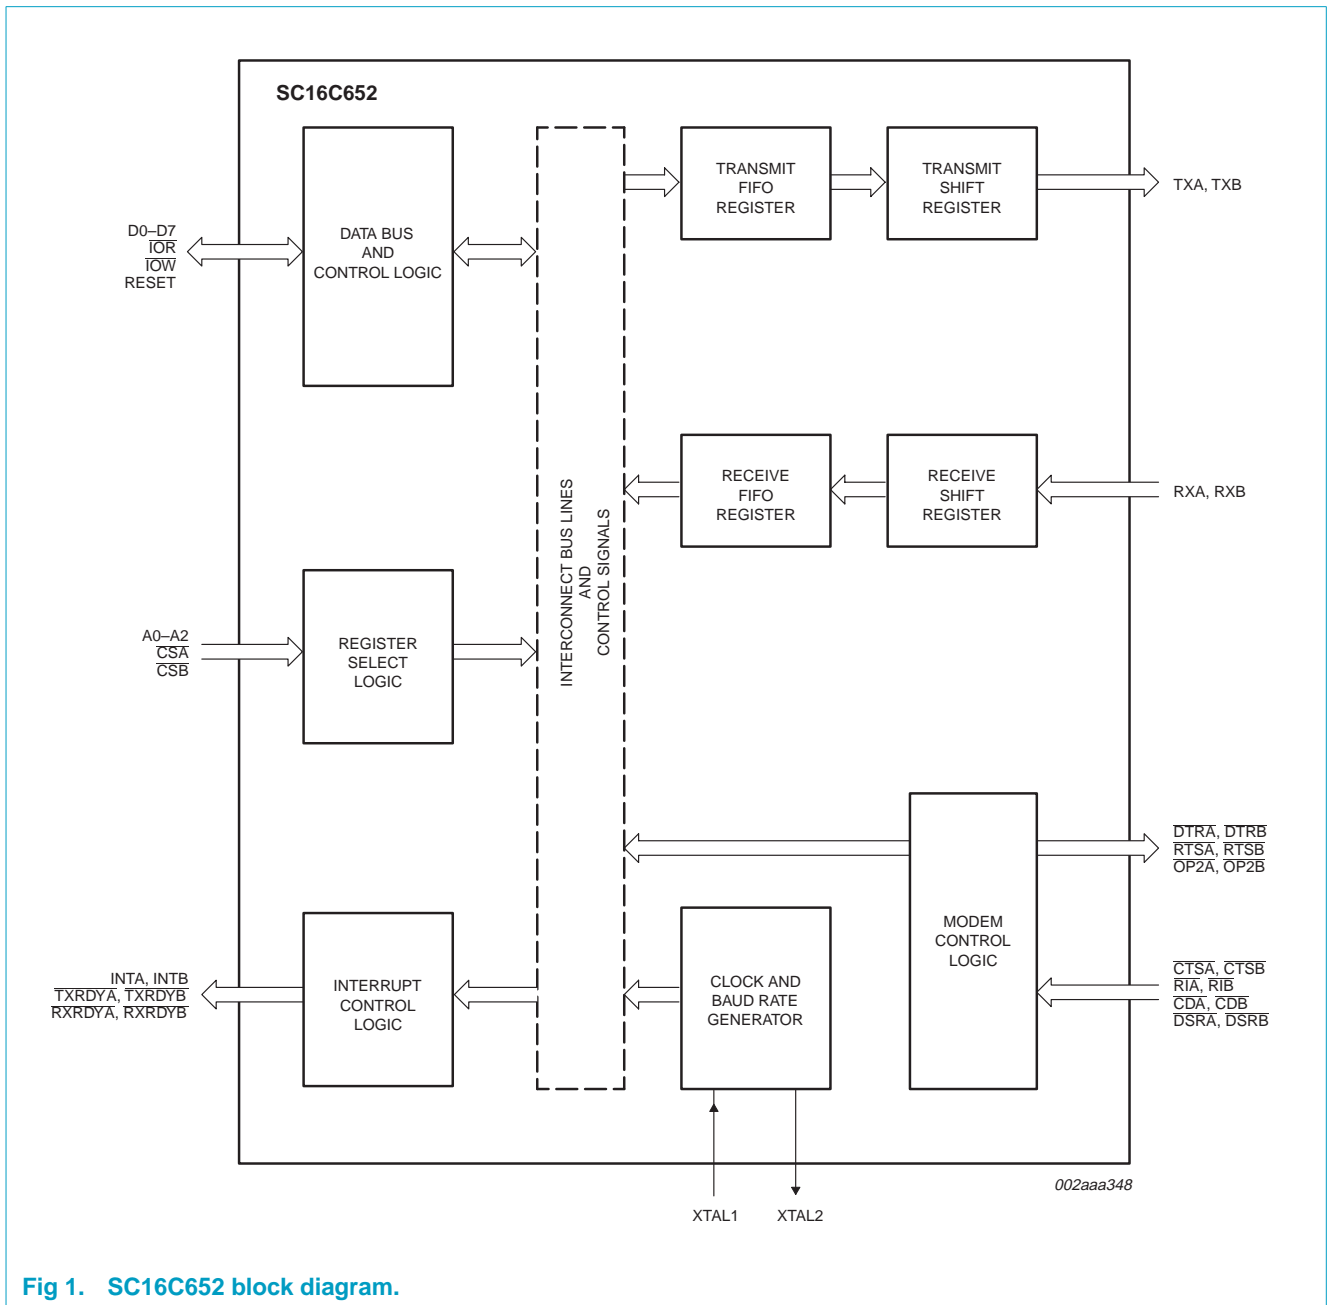 SC16C652
D0–D7
IOR
IOW
RESET
DATA BUS
AND
CONTROL LOGIC
TRANSMIT
FIFO
REGISTER
TRANSMIT
SHIFT
REGISTER
TXA, TXB
RECEIVE
FIFO
REGISTER
RECEIVE
SHIFT
REGISTER
RXA, RXB
INTERCONNECT BUS LINES
AND
CONTROL SIGNALS
A0–A2
CSA
CSB
REGISTER
SELECT
LOGIC
DTRA, DTRB
RTSA, RTSB
OP2A, OP2B
MODEM
CONTROL
LOGIC
INTA, INTB
TXRDYA, TXRDYB
RXRDYA, RXRDYB
INTERRUPT
CONTROL
LOGIC
CLOCK AND
BAUD RATE
GENERATOR
CTSA, CTSB
RIA, RIB
CDA, CDB
DSRA, DSRB
002aaa348
XTAL1
XTAL2
Fig 1. SC16C652 block diagram.